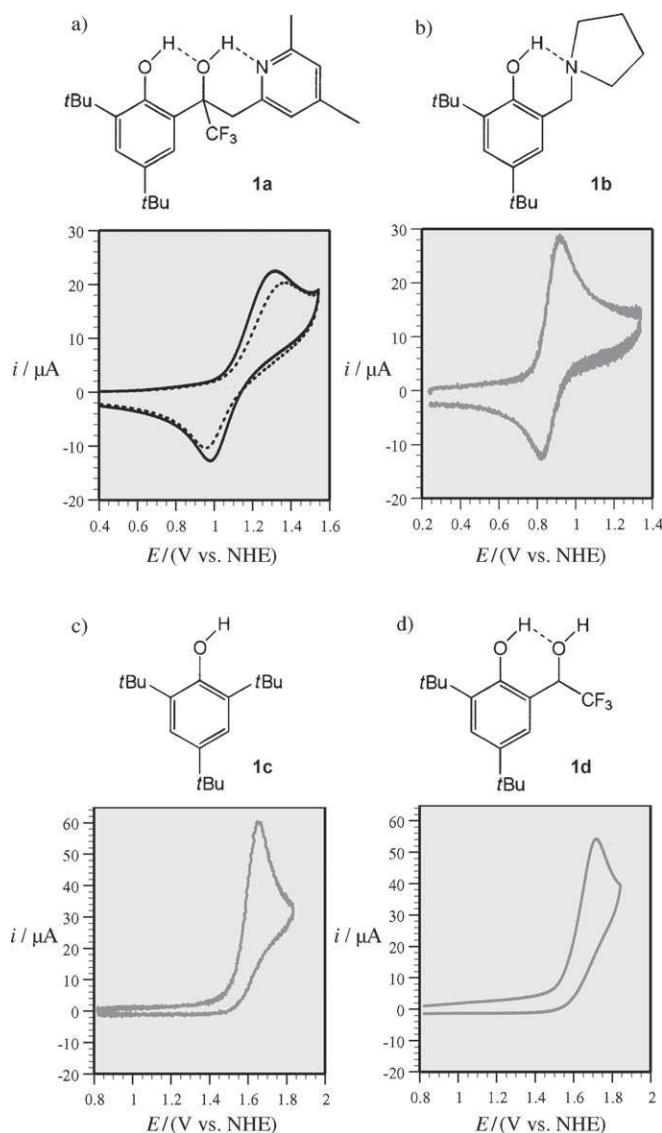 a)
H H
O O N
tBu CF3
tBu
1a
30
20
10
0
-10
-20
i / μA
0.4 0.6 0.8 1.0 1.2 1.4 1.6
E / (V vs. NHE)
b)
H
O N
tBu
tBu
1b
30
20
10
0
-10
-20
i / μA
0.2 0.4 0.6 0.8 1.0 1.2 1.4
E / (V vs. NHE)
c)
H
O
tBu tBu
tBu
1c
60
50
40
30
20
10
0
-10
-20
i / μA
0.8 1 1.2 1.4 1.6 1.8 2
E / (V vs. NHE)
d)
H H
O O
tBu CF3
tBu
1d
60
50
40
30
20
10
0
-10
-20
i / μA
0.8 1 1.2 1.4 1.6 1.8 2
E / (V vs. NHE)